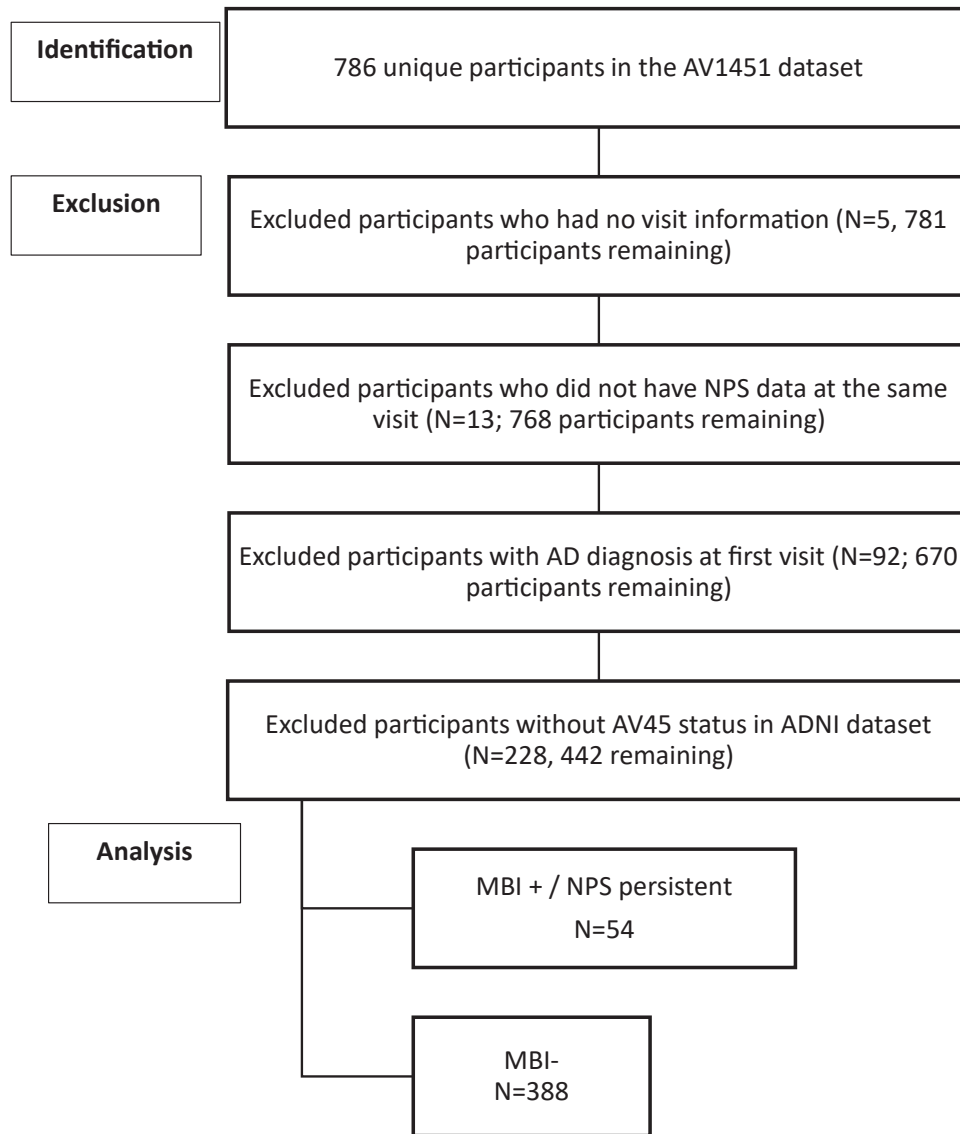 Identification
786 unique participants in the AV1451 dataset
Exclusion
Excluded participants who had no visit information (N=5, 781
participants remaining)
Excluded participants who did not have NPS data at the same
visit (N=13; 768 participants remaining)
Excluded participants with AD diagnosis at first visit (N=92; 670
participants remaining)
Excluded participants without AV45 status in ADNI dataset
(N=228, 442 remaining)
Analysis
MBI + / NPS persistent
N=54
MBI-
N=388